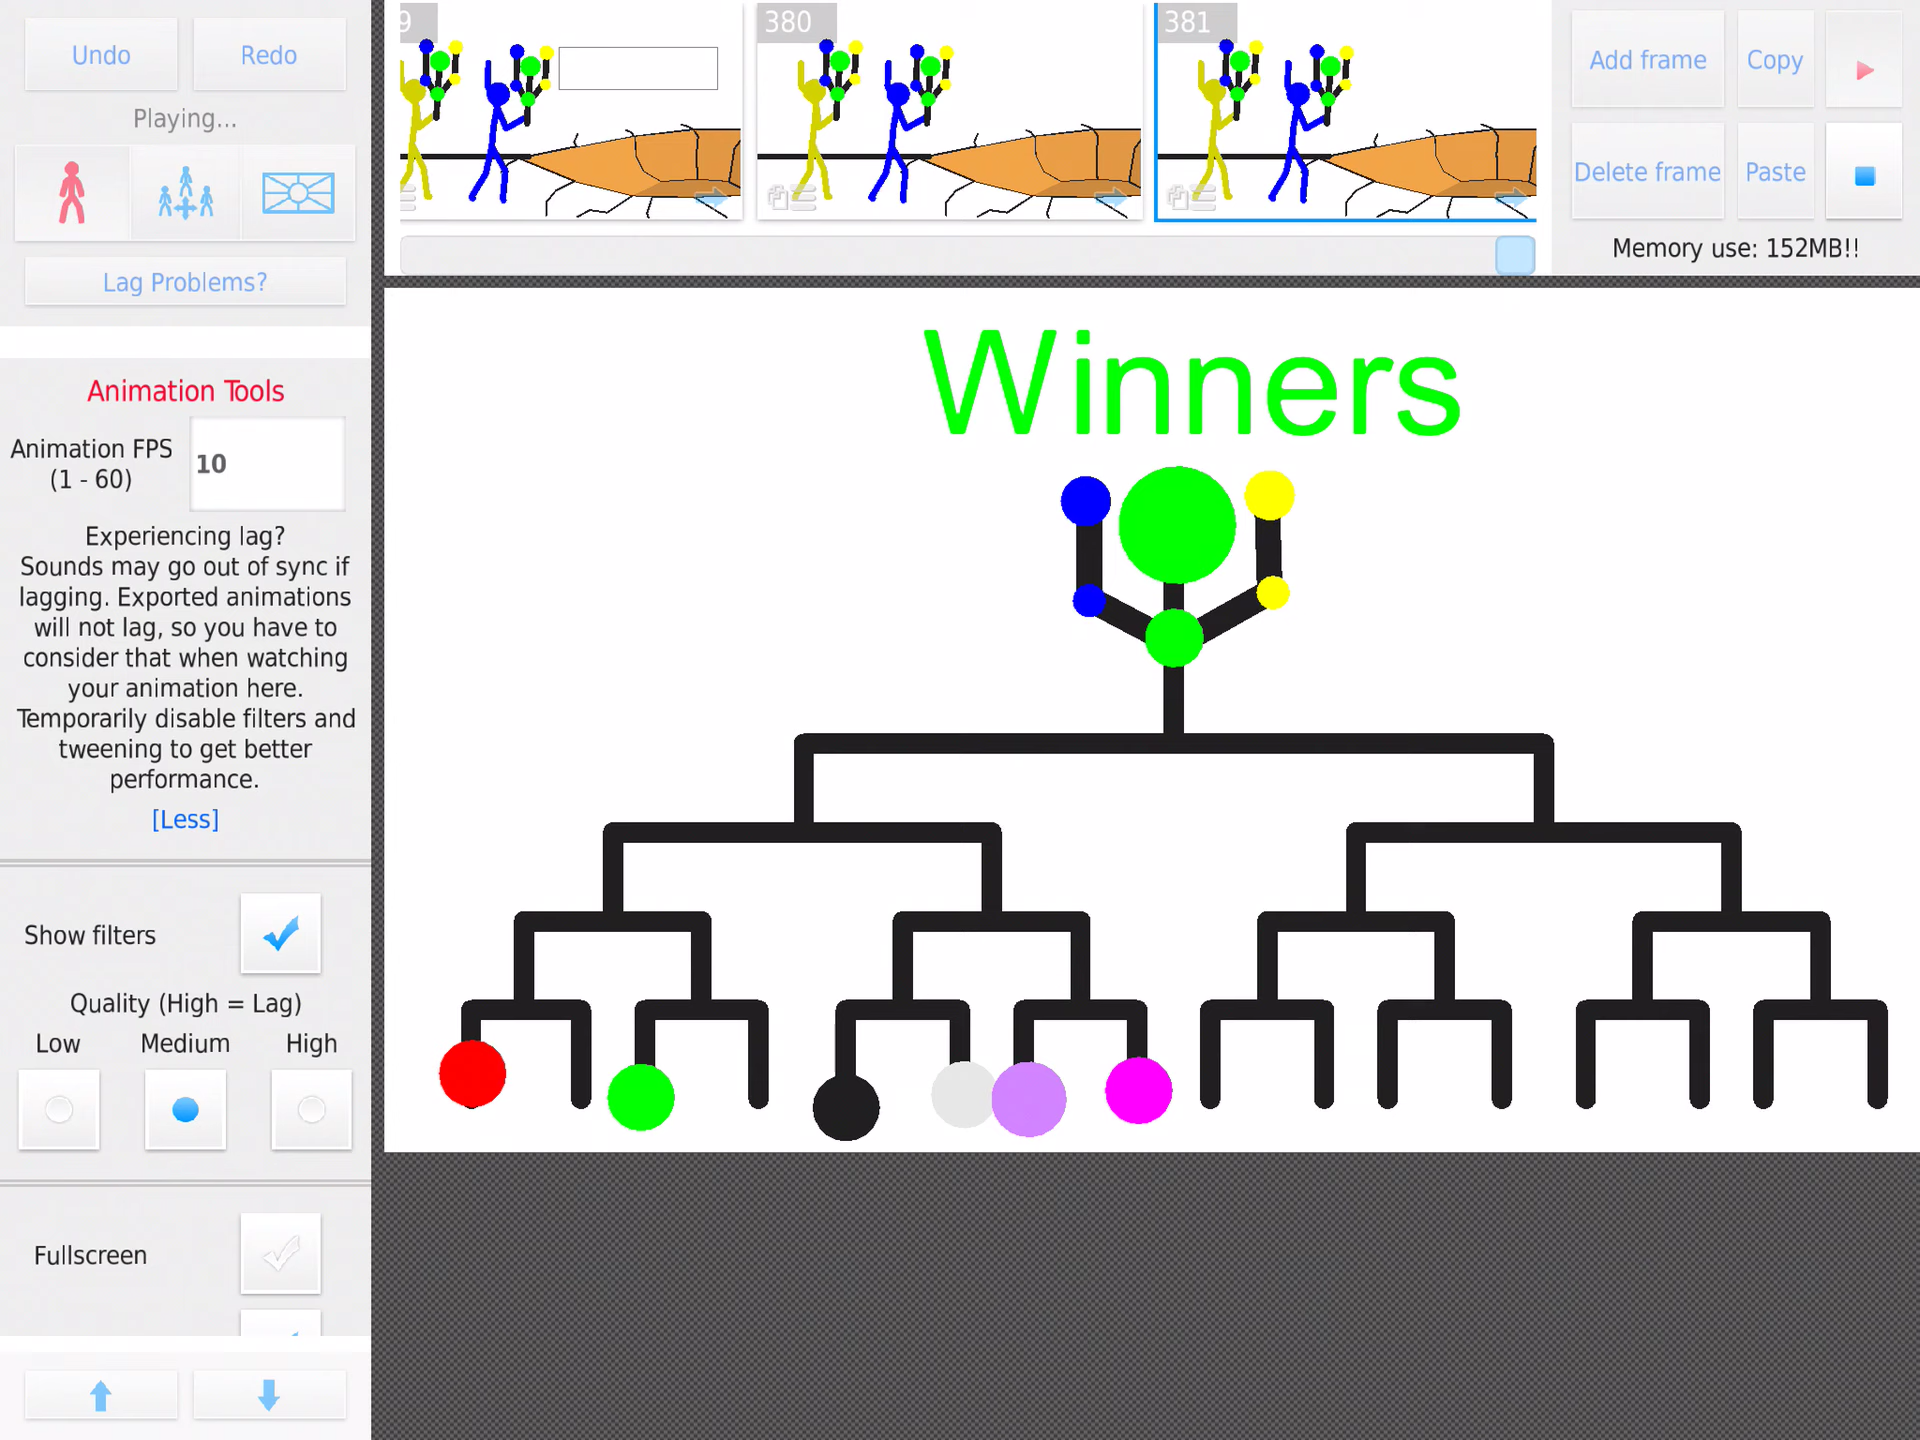 Undo Redo
Playing...
Lag Problems?
Animation Tools
Animation FPS
(1 - 60)
10
Experiencing lag?
Sounds may go out of sync if
lagging. Exported animations
will not lag, so you have to
consider that when watching
your animation here.
Temporarily disable filters and
tweening to get better
performance.
[Less]
Show filters
Quality (High = Lag)
Low Medium High
Fullscreen
9 380 381
Add frame Copy
Delete frame Paste
Memory use: 152MB!!
Winners